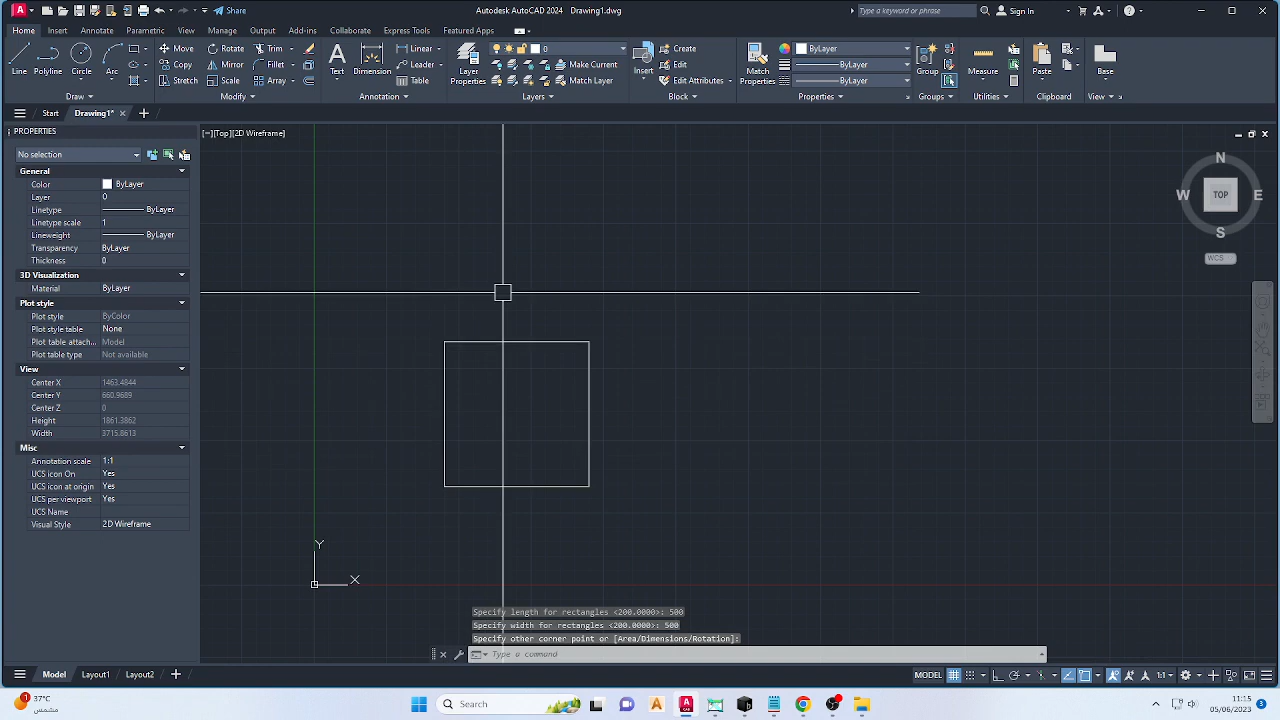 Share
Autodesk AutoCAD 2024 Drawing1.dwg
Type a keyword or phrase
Sign In
Home Insert Annotate Parametric View Manage Output Add-ins Collaborate Express Tools Featured Apps
Line Polyline Circle Arc
Move Rotate Trim
Copy Mirror Fillet
Stretch Scale Array
Text Dimension
Linear
Leader
Table
Layer
Properties
0
Make Current
Match Layer
Insert
Create
Edit
Edit Attributes
Match
Properties
ByLayer
ByLayer
ByLayer
Group
Measure
Paste
Base
Draw Modify Annotation Layers Block Properties Groups Utilities Clipboard View
Start Drawing1*
PROPERTIES
[−][Top][2D Wireframe]
No selection
General
Color ByLayer
Layer 0
Linetype ByLayer
Linetype scale 1
Lineweight ByLayer
Transparency ByLayer
Thickness 0
3D Visualization
Material ByLayer
Plot style
Plot style ByColor
Plot style table None
Plot table attach... Model
Plot table type Not available
View
Center X 1463.4844
Center Y 660.9689
Center Z 0
Height 1861.3862
Width 3715.8613
Misc
Annotation scale 1:1
UCS icon On Yes
UCS icon at origin Yes
UCS per viewport Yes
UCS Name
Visual Style 2D Wireframe
N
W TOP E
S
WCS
Y
X
Specify length for rectangles <200.0000>: 500
Specify width for rectangles <200.0000>: 500
Specify other corner point or [Area/Dimensions/Rotation]:
Type a command
Model Layout1 Layout2
MODEL
1:1
1
37°C
مشمس
Search
11:15
05/06/2023